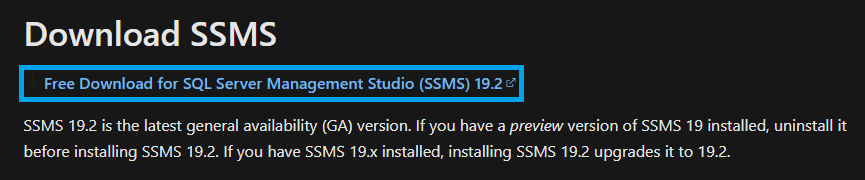 Download SSMS
Free Download for SQL Server Management Studio (SSMS) 19.2
SSMS 19.2 is the latest general availability (GA) version. If you have a preview version of SSMS 19 installed, uninstall it
before installing SSMS 19.2. If you have SSMS 19.x installed, installing SSMS 19.2 upgrades it to 19.2.